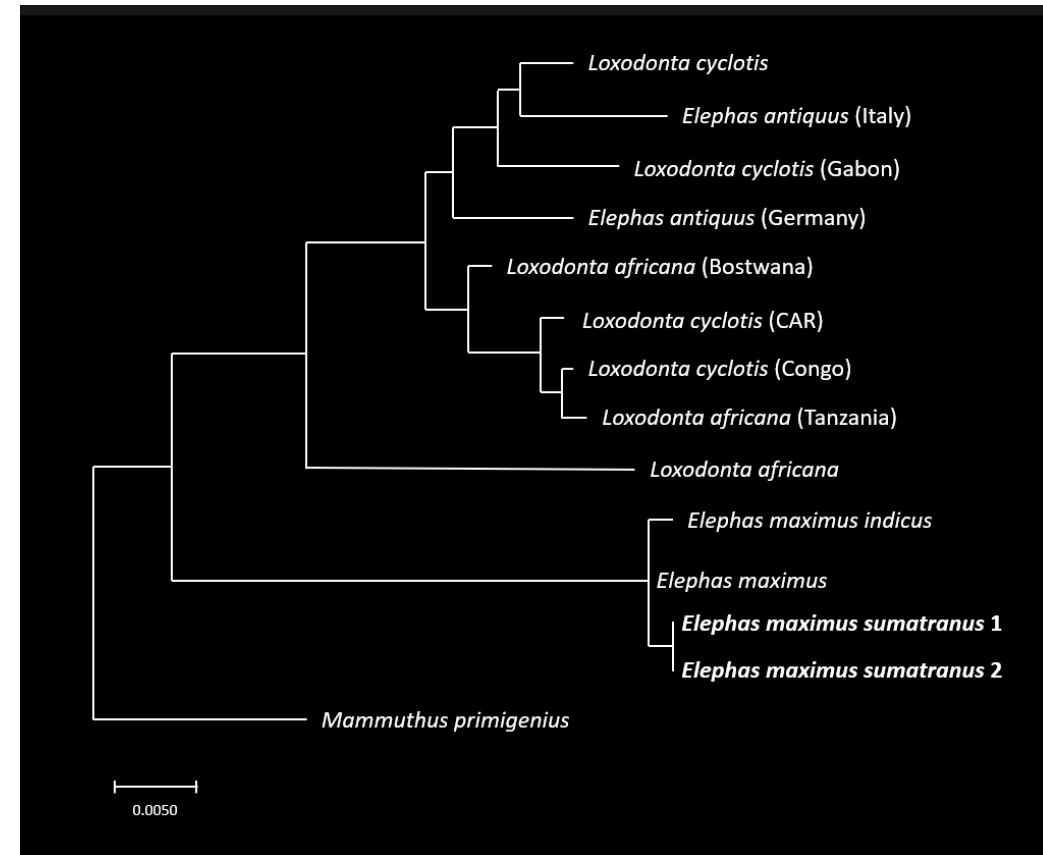 Loxodonta cyclotis
Elephas antiquus (Italy)
Loxodonta cyclotis (Gabon)
Elephas antiquus (Germany)
Loxodonta africana (Bostwana)
Loxodonta cyclotis (CAR)
Loxodonta cyclotis (Congo)
Loxodonta africana (Tanzania)
Loxodonta africana
Elephas maximus indicus
Elephas maximus
Elephas maximus sumatranus 1
Elephas maximus sumatranus 2
Mammuthus primigenius
0.0050